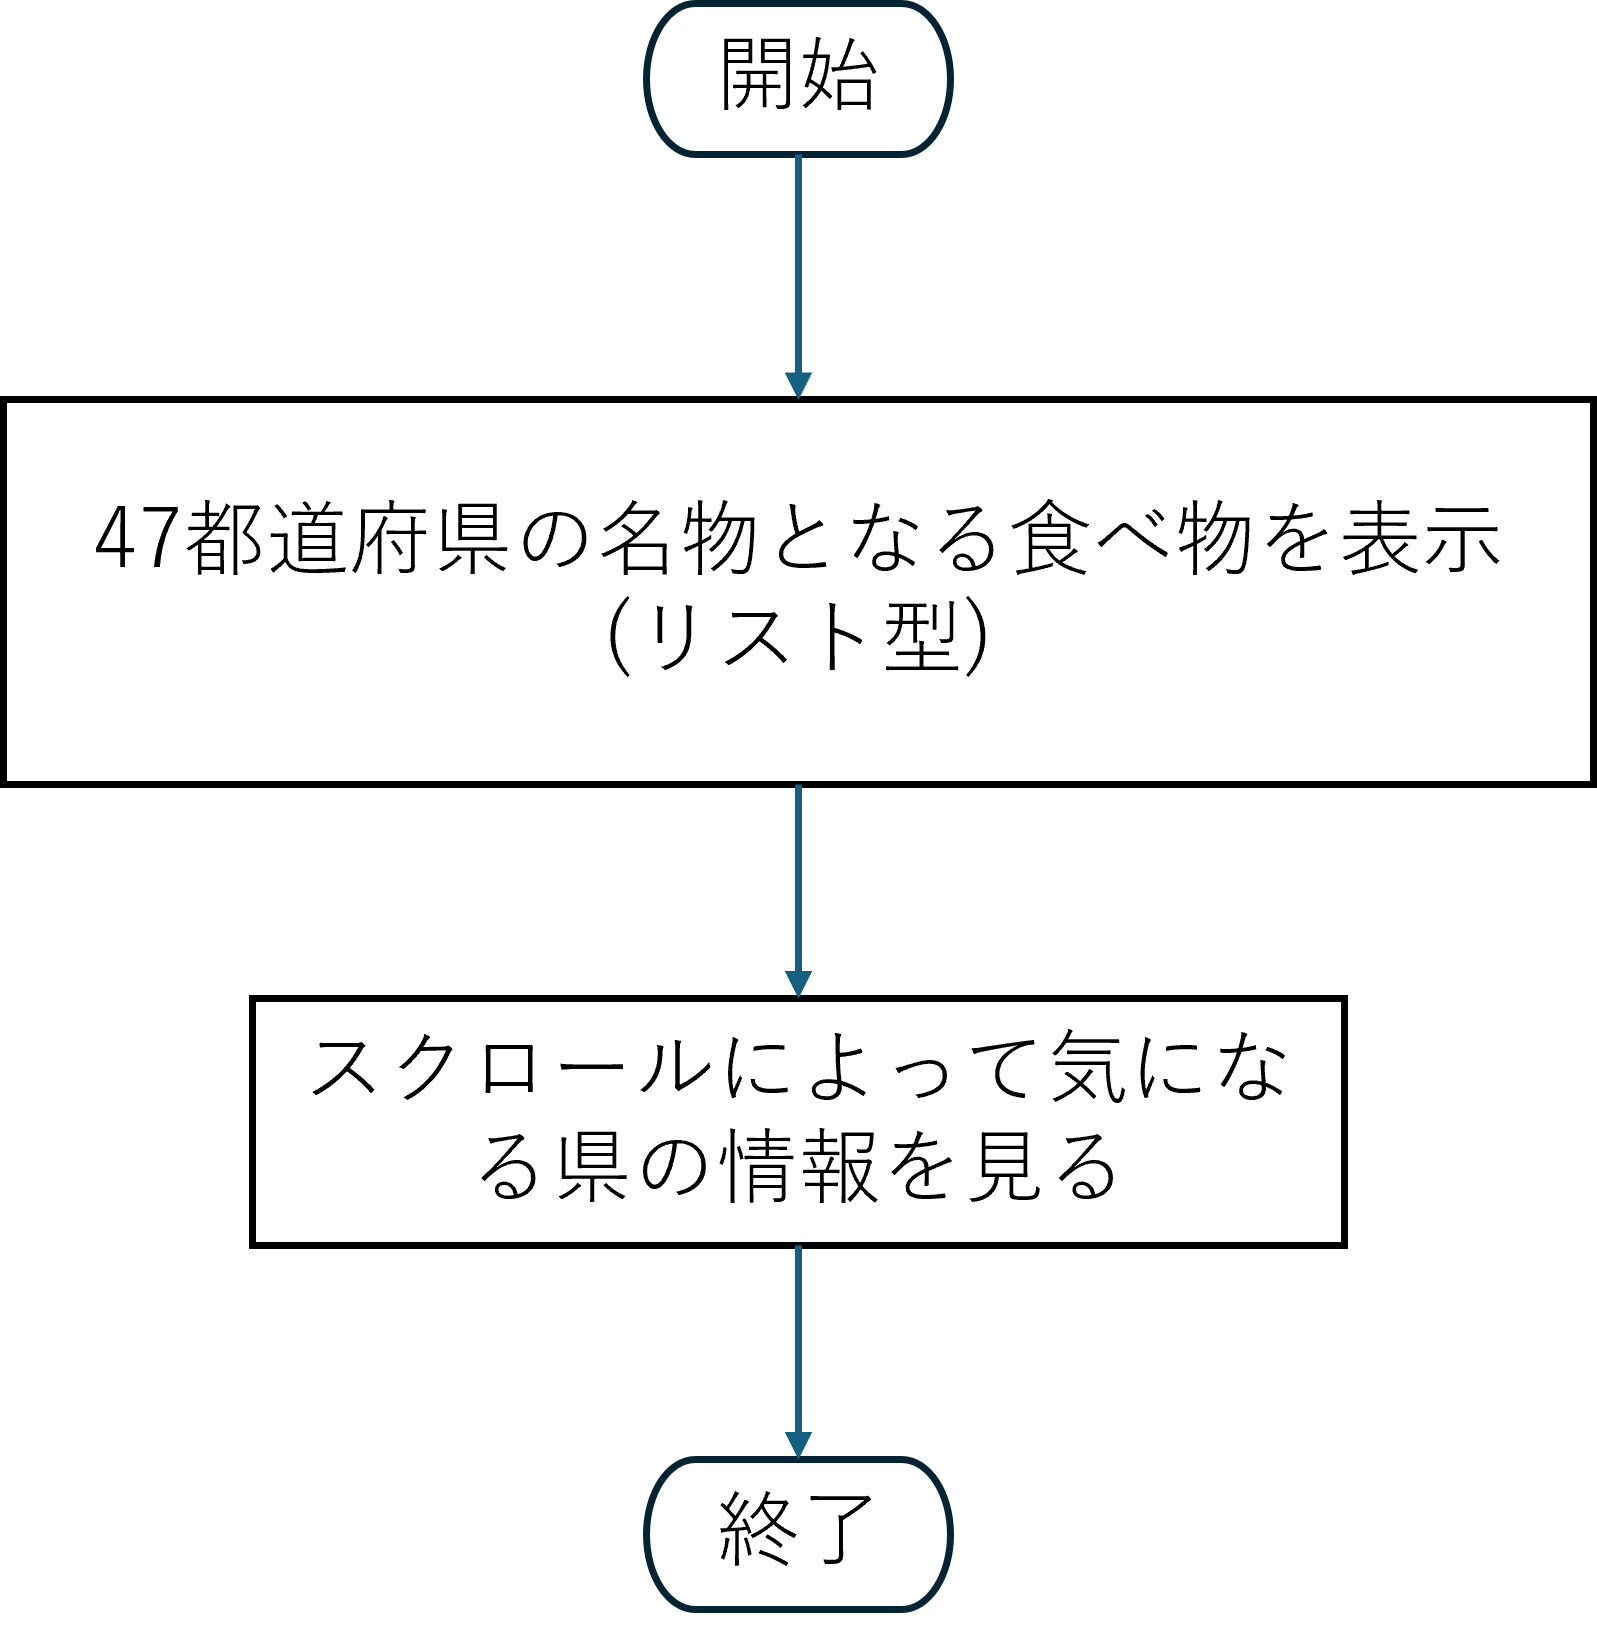 開始
47都道府県の名物となる食べ物を表示
(リスト型)
スクロールによって気にな
る県の情報を見る
終了